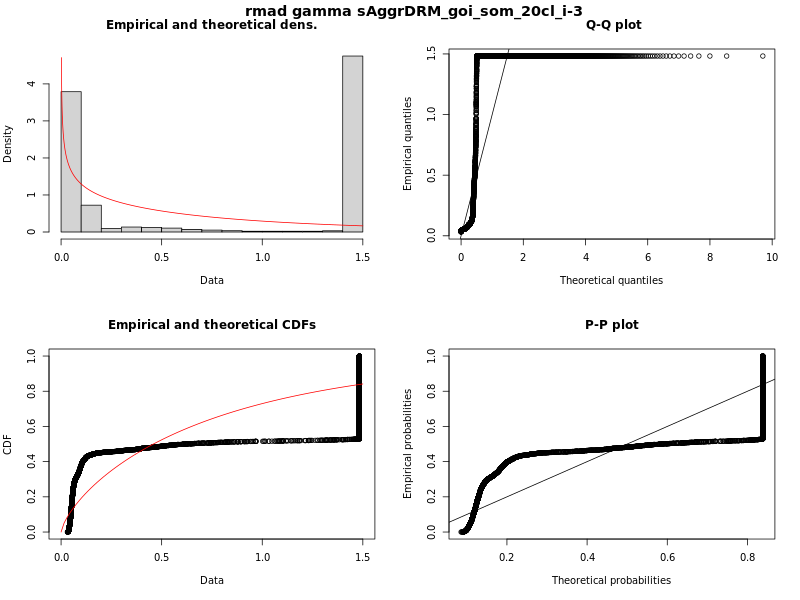 rmad gamma sAggrDRM_goi_som_20cl_i-3
Empirical and theoretical dens.
Density
0 1 2 3 4
0.0 0.5 1.0 1.5
Data
Q-Q plot
Empirical quantiles
0.0 0.5 1.0 1.5
0 2 4 6 8 10
Theoretical quantiles
Empirical and theoretical CDFs
CDF
0.0 0.2 0.4 0.6 0.8 1.0
0.0 0.5 1.0 1.5
Data
P-P plot
Empirical probabilities
0.0 0.2 0.4 0.6 0.8 1.0
0.2 0.4 0.6 0.8
Theoretical probabilities